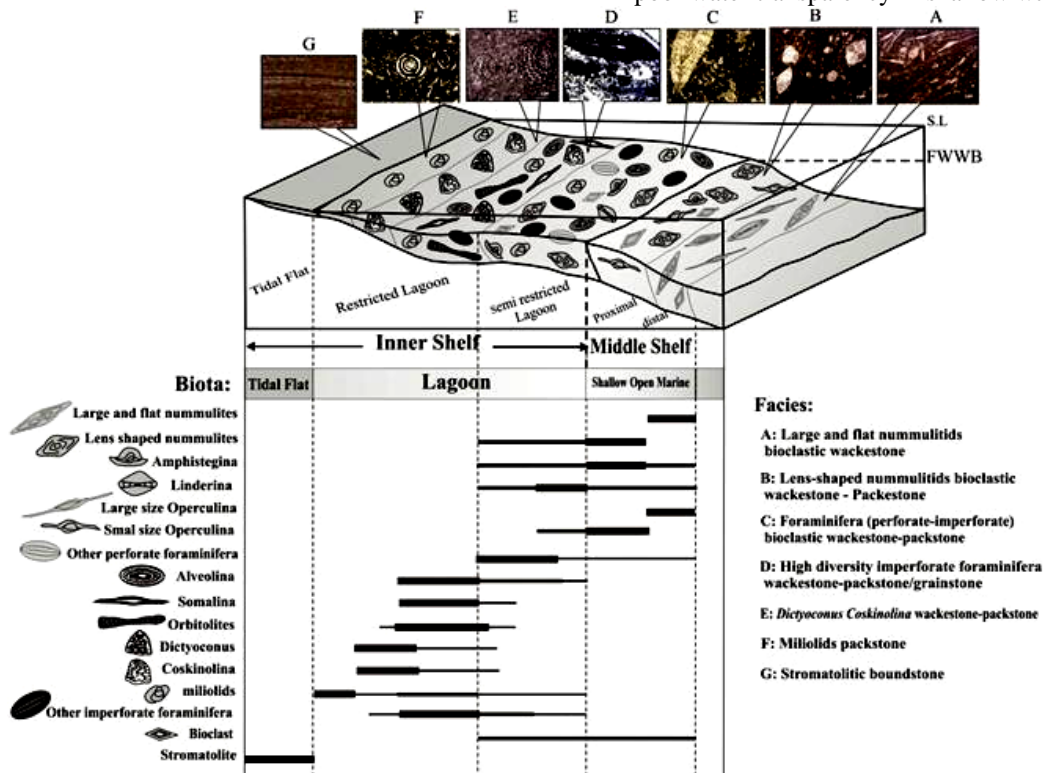 G
F
E
D
C
B
A
S.L
FWWB
Tidal Flat
Restricted Lagoon
semi restricted
Lagoon
Proximal
distal
Inner Shelf
Middle Shelf
Biota:
Tidal Flat
Lagoon
Shallow Open Marine
Large and flat nummulites
Lens shaped nummulites
Amphistegina
Linderina
Large size Operculina
Smal size Operculina
Other perforate foraminifera
Alveolina
Somalina
Orbitolites
Dictyoconus
Coskinolina
miliolids
Other imperforate foraminifera
Bioclast
Stromatolite
Facies:
A: Large and flat nummulitids
bioclastic wackestone
B: Lens-shaped nummulitids bioclastic
wackestone - Packestone
C: Foraminifera (perforate-imperforate)
bioclastic wackestone-packstone
D: High diversity imperforate foraminifera
wackestone-packstone/grainstone
E: Dictyoconus Coskinolina wackestone-packstone
F: Miliolids packstone
G: Stromatolitic boundstone